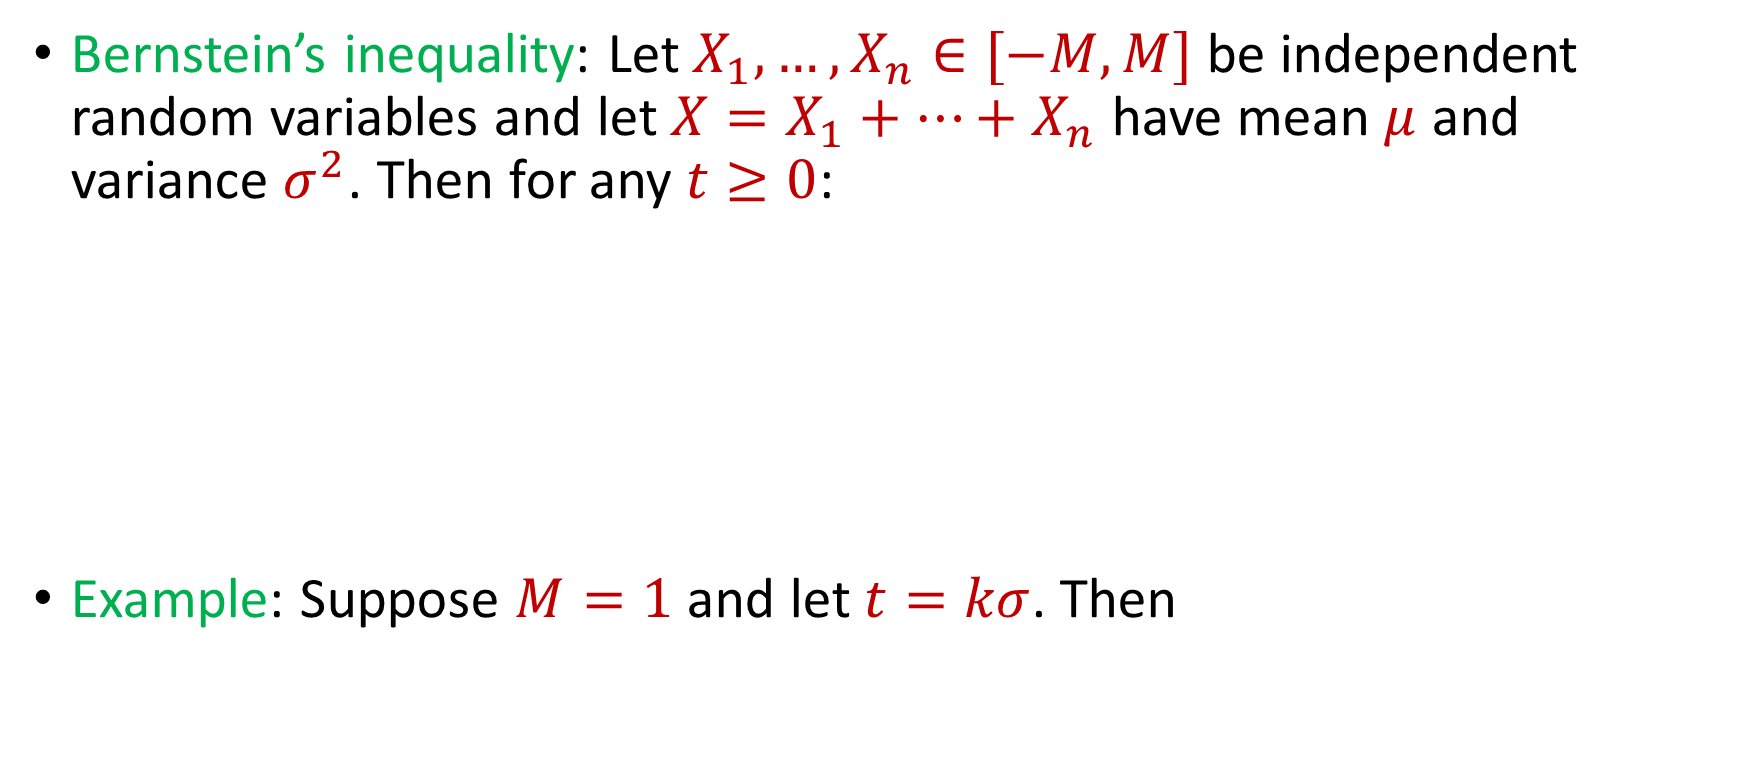 • Bernstein’s inequality: Let X₁, … , Xₙ ∈ [−M, M] be independent
random variables and let X = X₁ + ⋯ + Xₙ have mean μ and
variance σ². Then for any t ≥ 0:
• Example: Suppose M = 1 and let t = kσ. Then